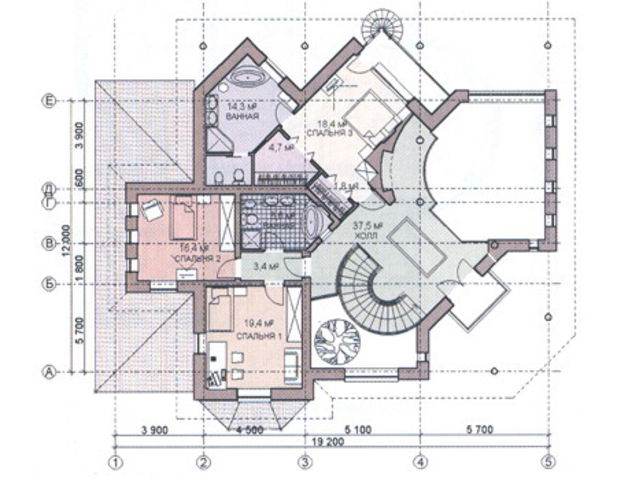 14,3 м²
ВАННАЯ
18,4 м²
СПАЛЬНЯ 3
4,7 м²
1,8 м²
16,4 м²
СПАЛЬНЯ 2
ВАННАЯ
37,5 м²
ХОЛЛ
3,4 м²
19,4 м²
СПАЛЬНЯ 1
Е
Д
Г
В
Б
А
3 900
600
12 000
1 800
5 700
3 900
4 500
5 100
5 700
19 200
1
2
3
4
5